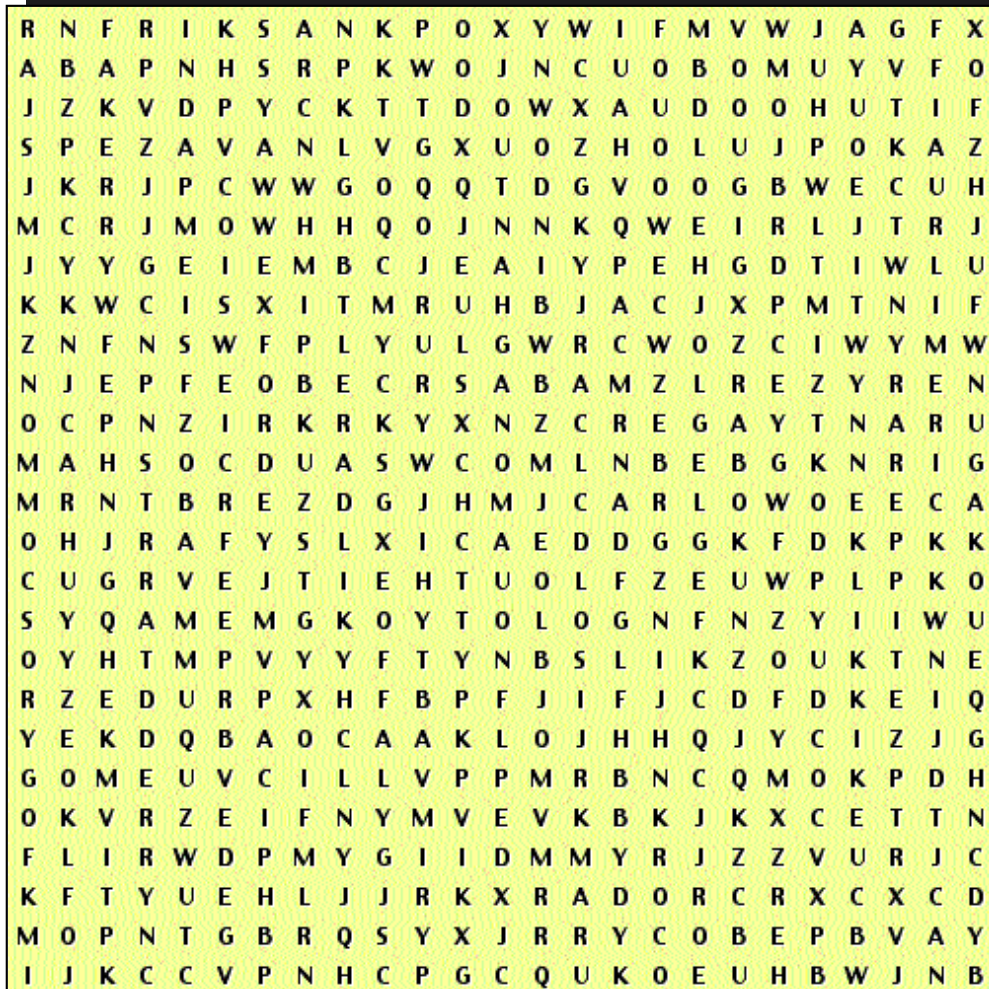 R N F R I K S A N K P O X Y W I F M V W J A G F X
A B A P N H S R P K W O J N C U O B O M U Y V F O
J Z K V D P Y C K T T D O W X A U D O O H U T I F
S P E Z A V A N L V G X U O Z H O L U J P O K A Z
J K R J P C W W G O Q Q T D G V O O G B W E C U H
M C R J M O W H H Q O J N N K Q W E I R L J T R J
J Y Y G E I E M B C J E A I Y P E H G D T I W L U
K K W C I S X I T M R U H B J A C J X P M T N I F
Z N F N S W F P L Y U L G W R C W O Z C I W Y M W
N J E P F E O B E C R S A B A M Z L R E Z Y R E N
O C P N Z I R K R K Y X N Z C R E G A Y T N A R U
M A H S O C D U A S W C O M L N B E B G K N R I G
M R N T B R E Z D G J H M J C A R L O W O E E C A
O H J R A F Y S L X I C A E D D G G K F D K P K K
C U G R V E J T I E H T U O L F Z E U W P L P K O
S Y Q A M E M G K O Y T O L O G N F N Z Y I I W U
O Y H T M P V Y Y F T Y N B S L I K Z O U K T N E
R Z E D U R P X H F B P F J I F J C D F D K E I Q
Y E K D Q B A O C A A K L O J H H Q J Y C I Z J G
G O M E U V C I L L V P P M R B N C Q M O K P D H
O K V R Z E I F N Y M V E V K B K J K X C E T T N
F L I R W D P M Y G I I D M M Y R J Z Z V U R J C
K F T Y U E H L J J R K X R A D O R C R X C X C D
M O P N T G B R Q S Y X J R R Y C O B E P B V A Y
I J K C C V P N H C P G C Q U K O E U H B W J N B